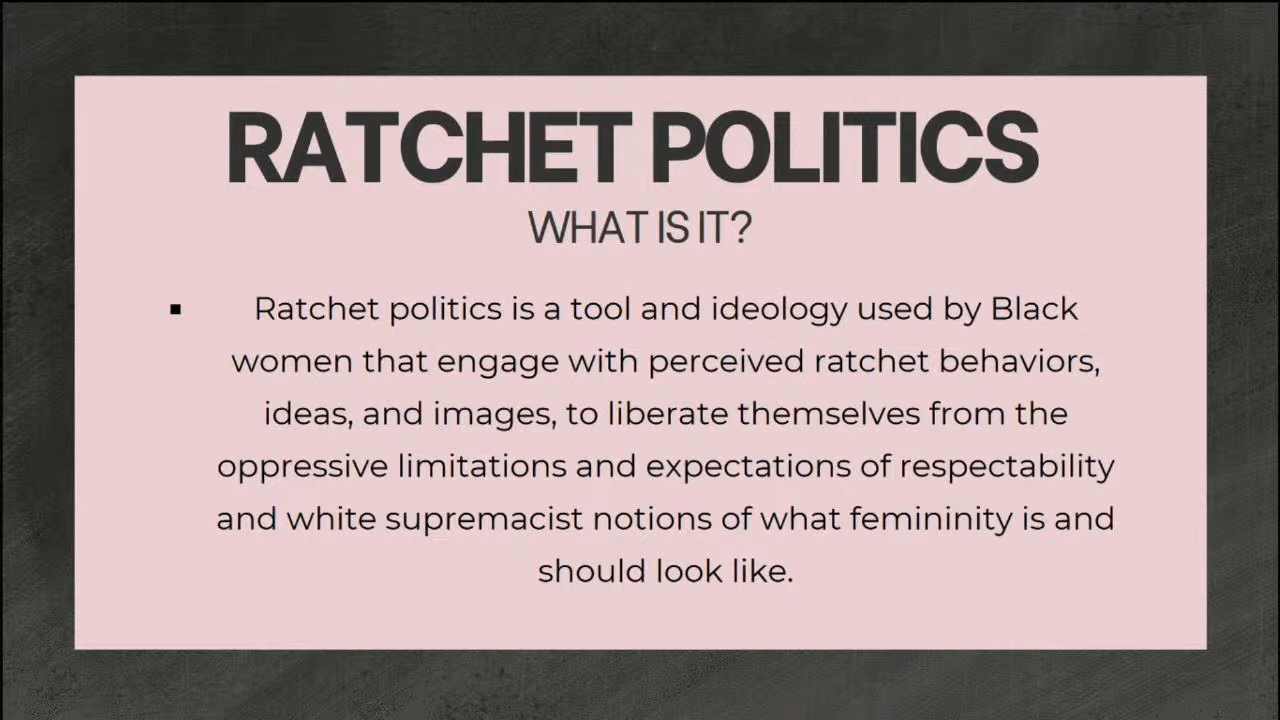 RATCHET POLITICS
WHAT IS IT?
▪ Ratchet politics is a tool and ideology used by Black
women that engage with perceived ratchet behaviors,
ideas, and images, to liberate themselves from the
oppressive limitations and expectations of respectability
and white supremacist notions of what femininity is and
should look like.